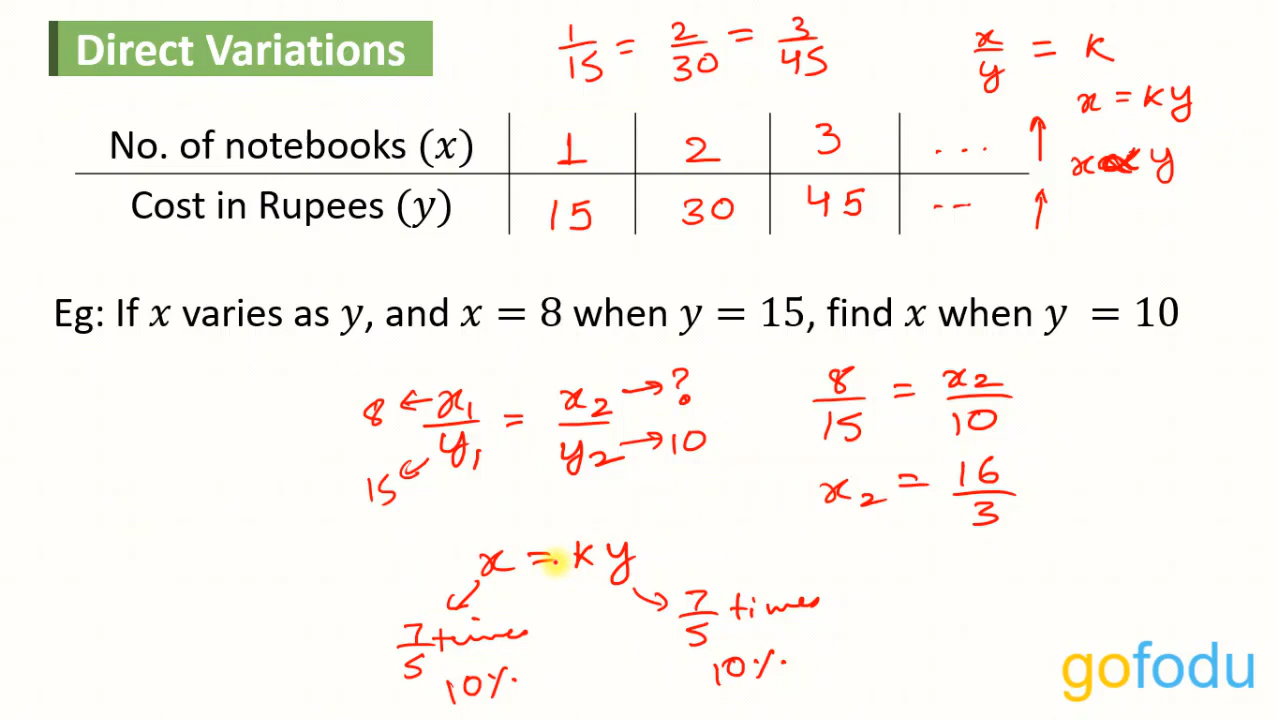 Direct Variations
1/15 = 2/30 = 3/45
x/y = k
x = ky
x ∝ y
No. of notebooks (x) 1 2 3 ... ↑
Cost in Rupees (y) 15 30 45 -- ↑
Eg: If x varies as y, and x = 8 when y = 15, find x when y = 10
8 ← x₁/y₁ = x₂/y₂ → ?
15 ← → 10
8/15 = x₂/10
x₂ = 16/3
x = ky
7/5 times 7/5 times
10% 10%
gofodu